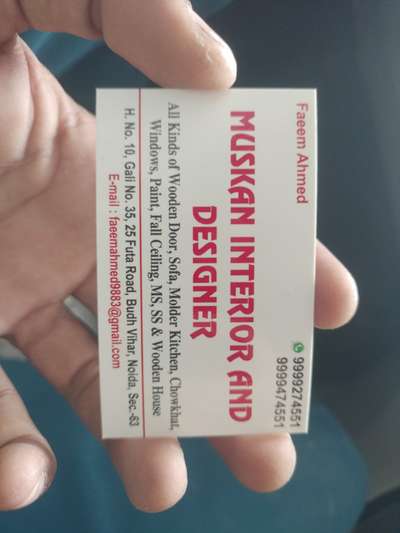 Faeem Ahmed
9999274551
9999474551
MUSKAN INTERIOR AND
DESIGNER
All Kinds of Wooden Door, Sofa, Molder Kitchen, Chowkhut,
Windows, Paint, Fall Ceiling, MS, SS & Wooden House
H. No. 10, Gali No. 35, 25 Futa Road, Budh Vihar, Noida, Sec.-63
E-mail : faeemahmed9883@gmail.com